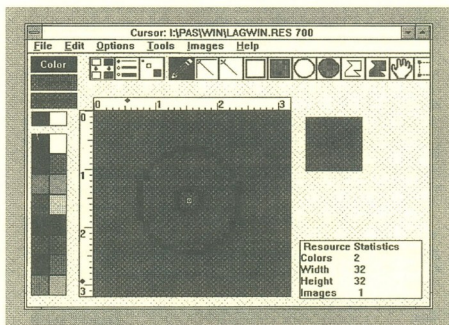 Cursor: I:\PAS\WIN\LAGWIN.RES 700
File Edit Options Tools Images Help
Color
0 1 2 3
0
1
2
3
Resource Statistics
Colors 2
Width 32
Height 32
Images 1